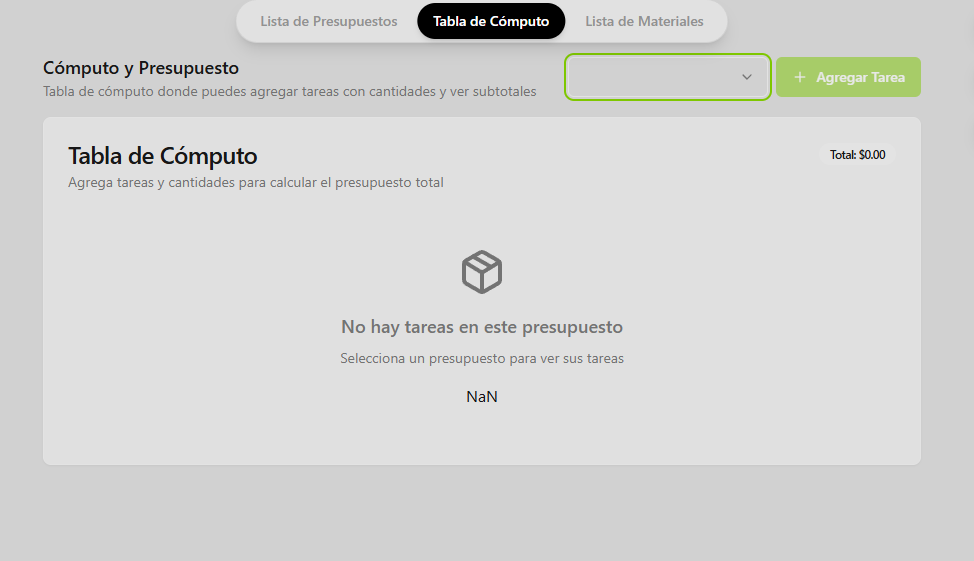 Lista de Presupuestos
Tabla de Cómputo
Lista de Materiales
Cómputo y Presupuesto
Tabla de cómputo donde puedes agregar tareas con cantidades y ver subtotales
Agregar Tarea
Tabla de Cómputo
Total: $0.00
Agrega tareas y cantidades para calcular el presupuesto total
No hay tareas en este presupuesto
Selecciona un presupuesto para ver sus tareas
NaN